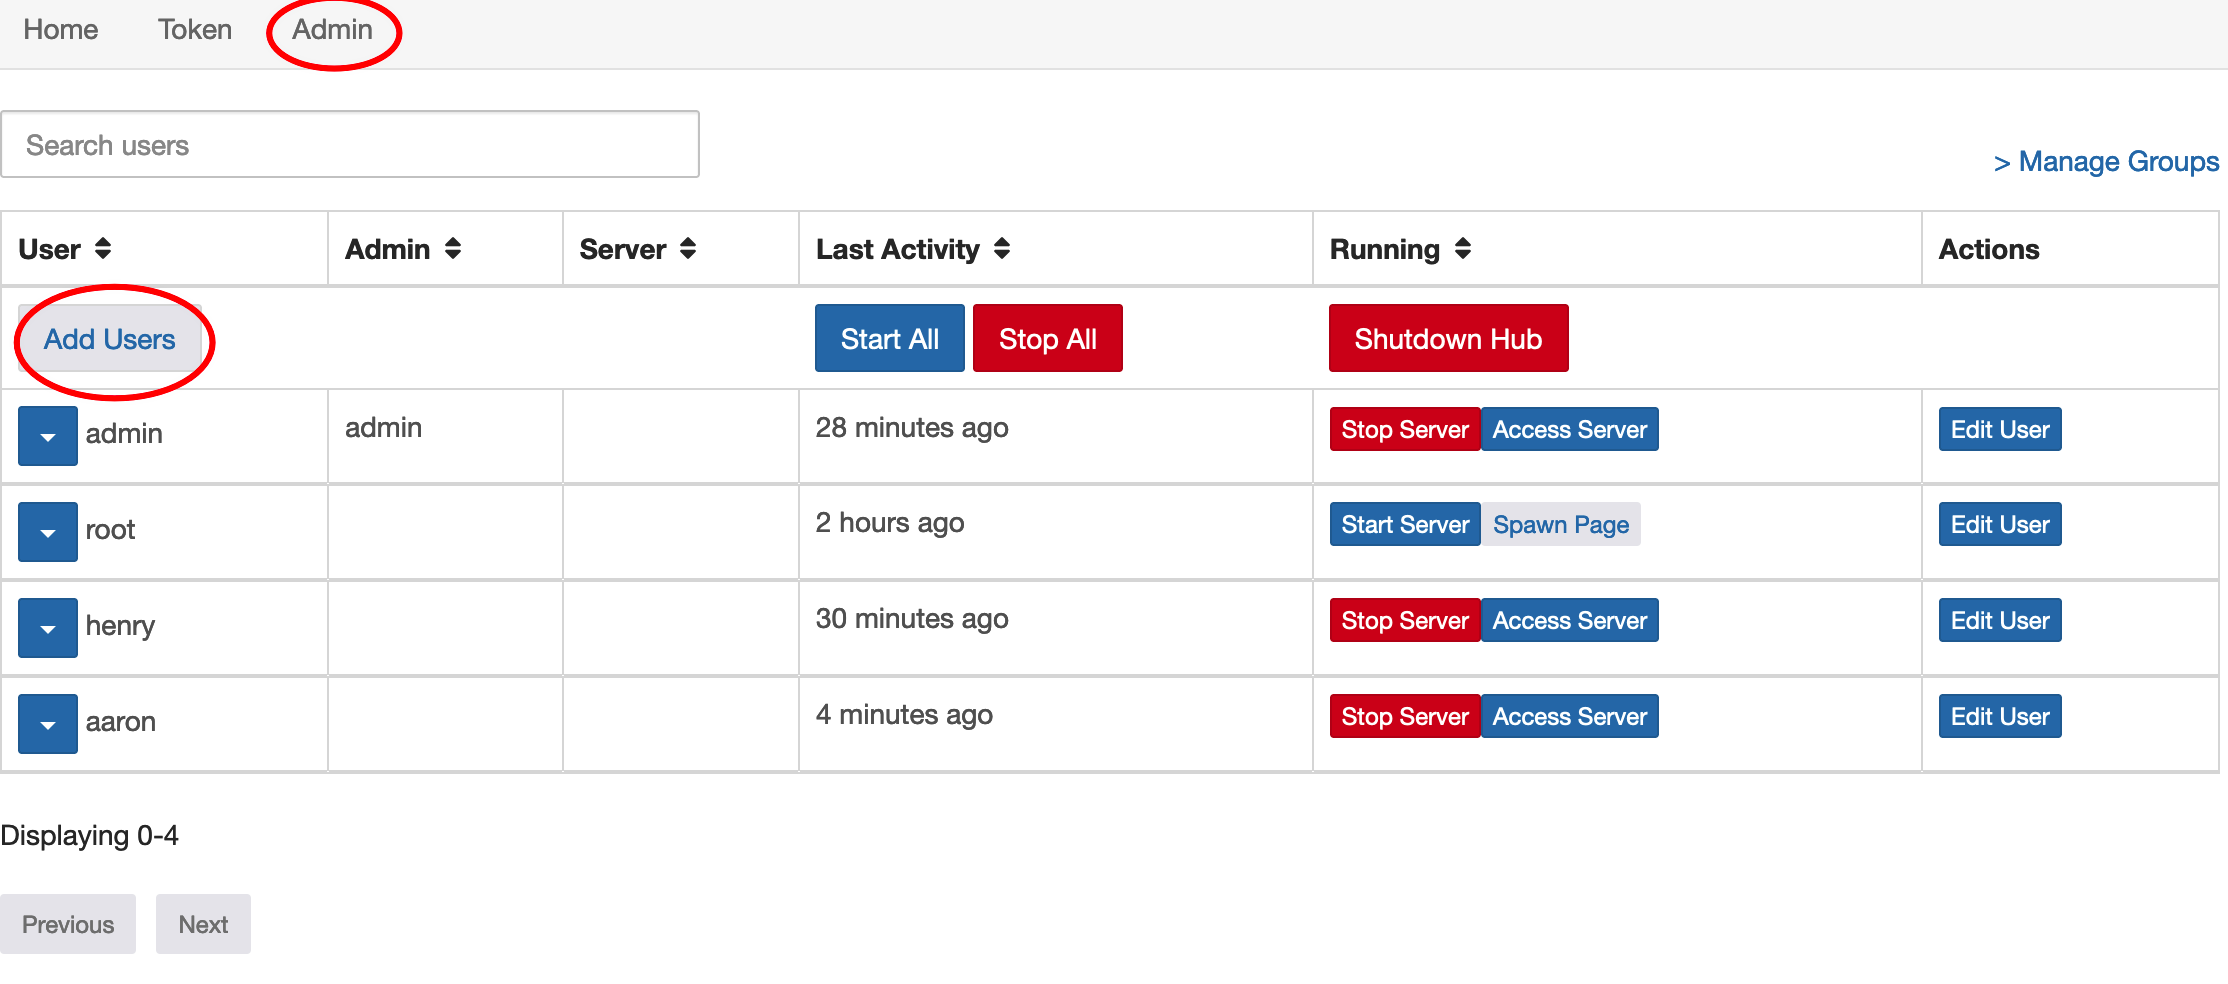 Home Token Admin
Search users
> Manage Groups
User Admin Server Last Activity Running Actions
Add Users Start All Stop All Shutdown Hub
admin admin 28 minutes ago Stop Server Access Server Edit User
root 2 hours ago Start Server Spawn Page Edit User
henry 30 minutes ago Stop Server Access Server Edit User
aaron 4 minutes ago Stop Server Access Server Edit User
Displaying 0-4
Previous Next